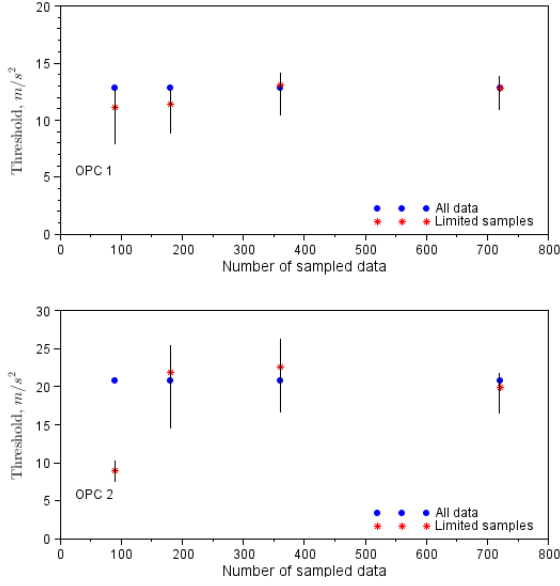 20
15
10
5
0
Threshold, m/s²
OPC 1
All data
Limited samples
0 100 200 300 400 500 600 700 800
Number of sampled data
30
25
20
15
10
5
0
Threshold, m/s²
OPC 2
All data
Limited samples
0 100 200 300 400 500 600 700 800
Number of sampled data